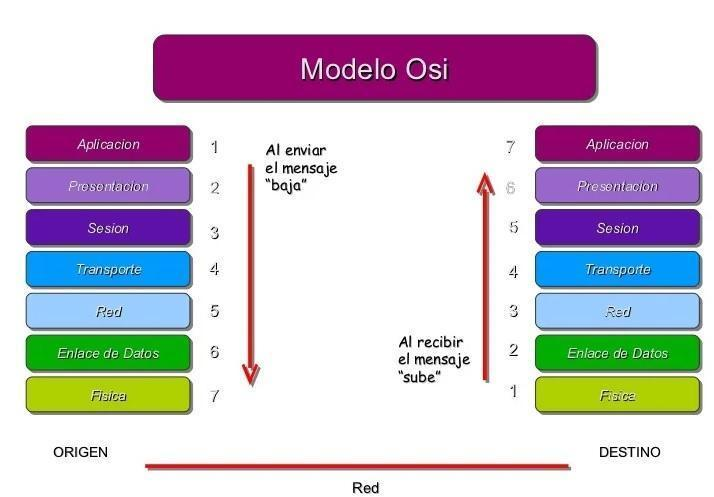 Modelo Osi
Aplicacion 1
Presentacion 2
Sesion 3
Transporte 4
Red 5
Enlace de Datos 6
Fisica 7
Al enviar
el mensaje
“baja”
7 Aplicacion
6 Presentacion
5 Sesion
4 Transporte
3 Red
2 Enlace de Datos
1 Fisica
Al recibir
el mensaje
“sube”
ORIGEN
DESTINO
Red